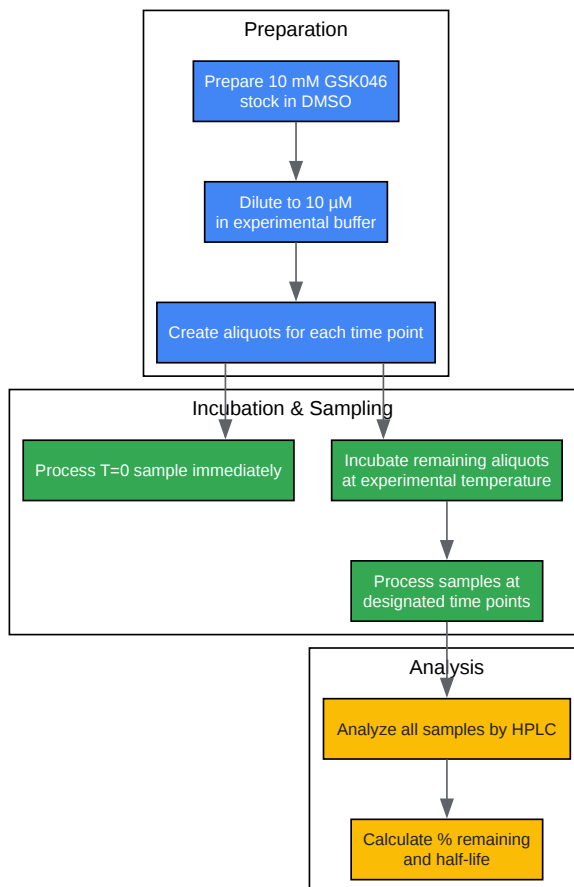 Preparation
Prepare 10 mM GSK046
stock in DMSO
Dilute to 10 µM
in experimental buffer
Create aliquots for each time point
Incubation & Sampling
Process T=0 sample immediately
Incubate remaining aliquots
at experimental temperature
Process samples at
designated time points
Analysis
Analyze all samples by HPLC
Calculate % remaining
and half-life